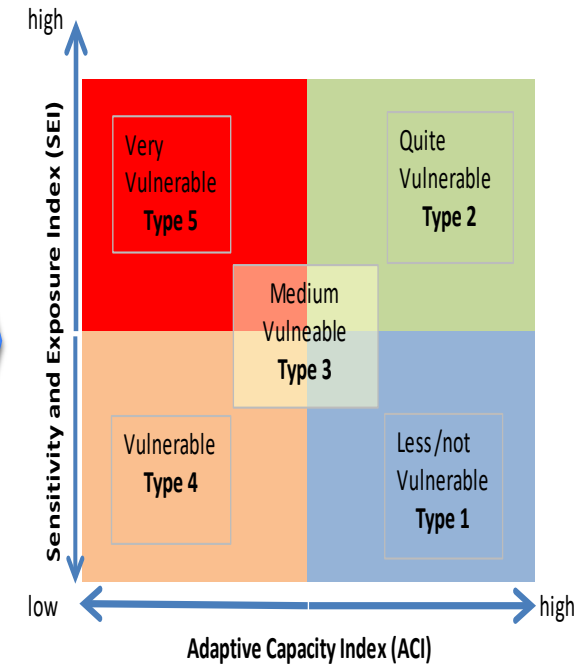 high
Sensitivity and Exposure Index (SEI)
Very
Vulnerable
Type 5
Quite
Vulnerable
Type 2
Medium
Vulneable
Type 3
Vulnerable
Type 4
Less/not
Vulnerable
Type 1
low
high
Adaptive Capacity Index (ACI)